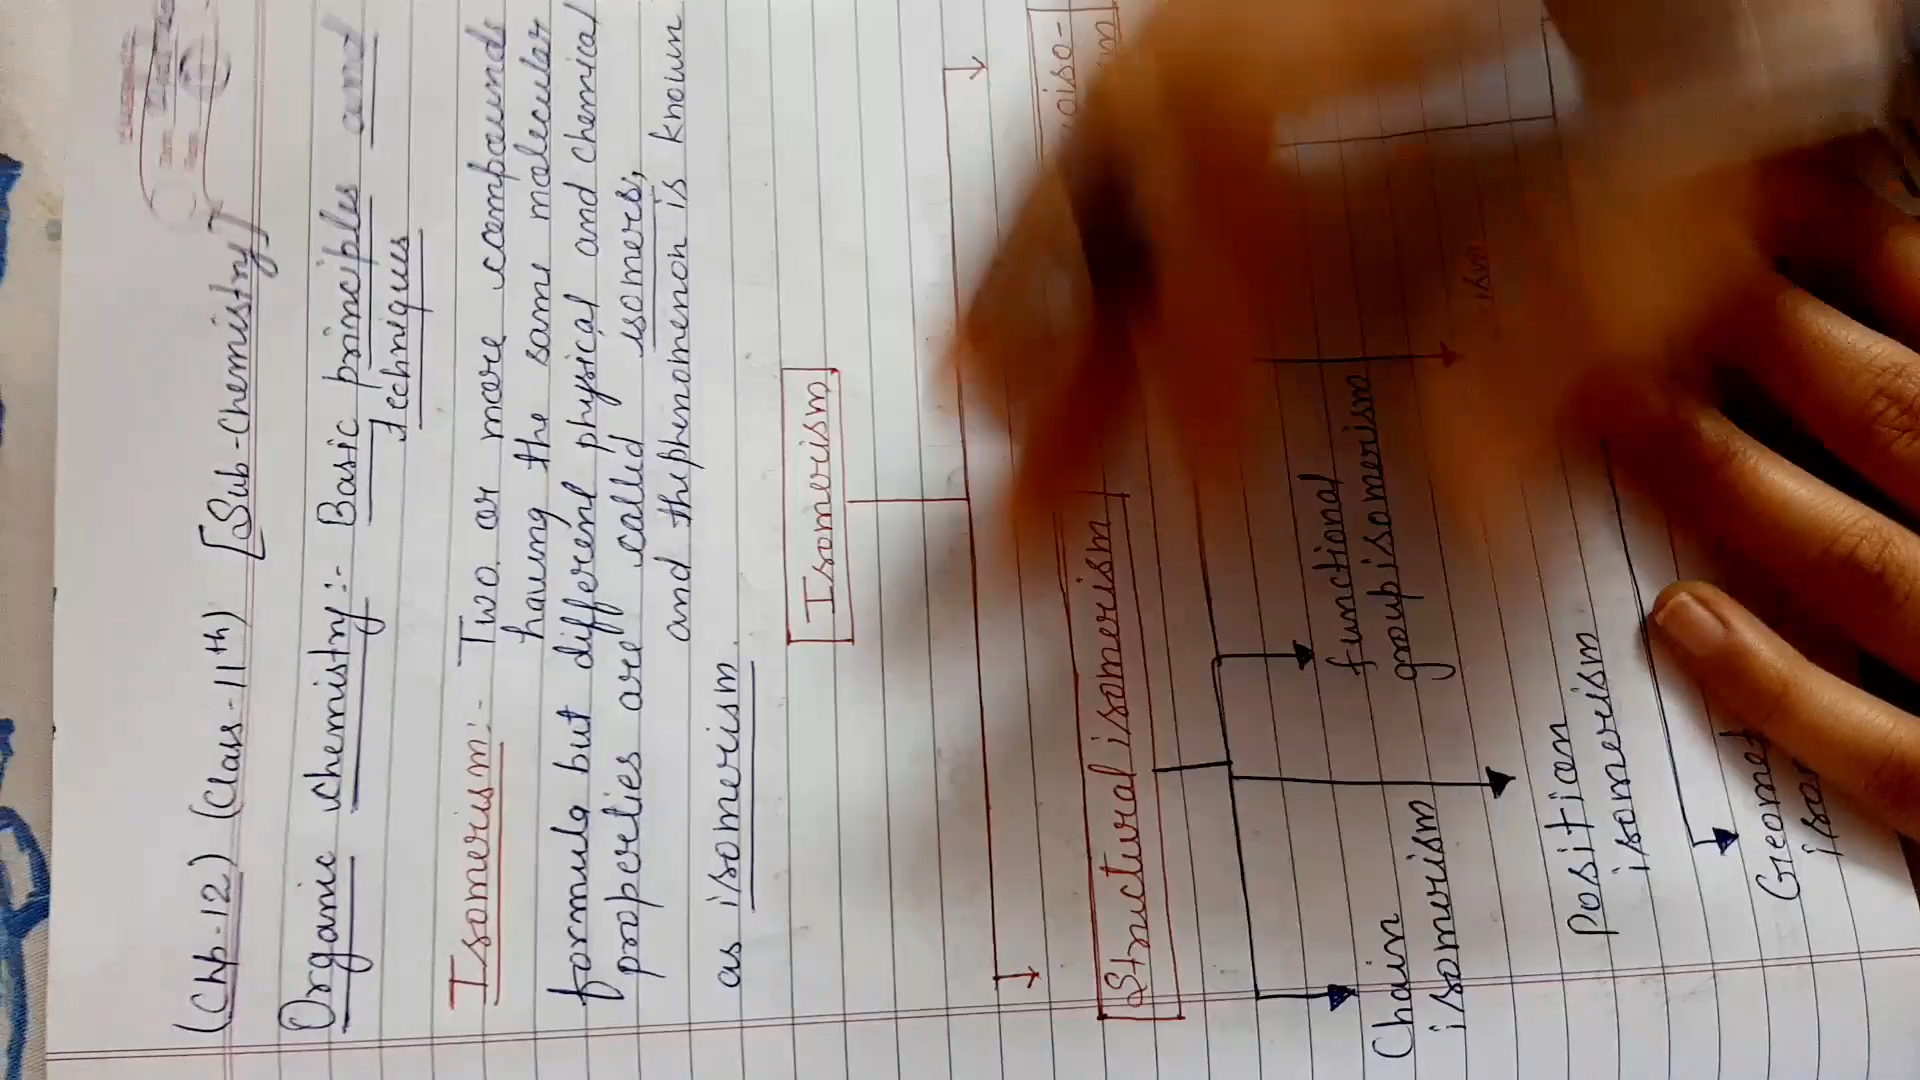 (Chp-12) (Class-11th) [Sub-Chemistry]
Organic chemistry:- Basic principles and
Techniques
Isomerism:- Two or more compounds
having the same molecular
formula but different physical and chemical
properties are called isomers,
and the phenomenon is known
as isomerism.
Isomerism
Structural isomerism
Chain
isomerism
functional
group isomerism
Position
isomerism